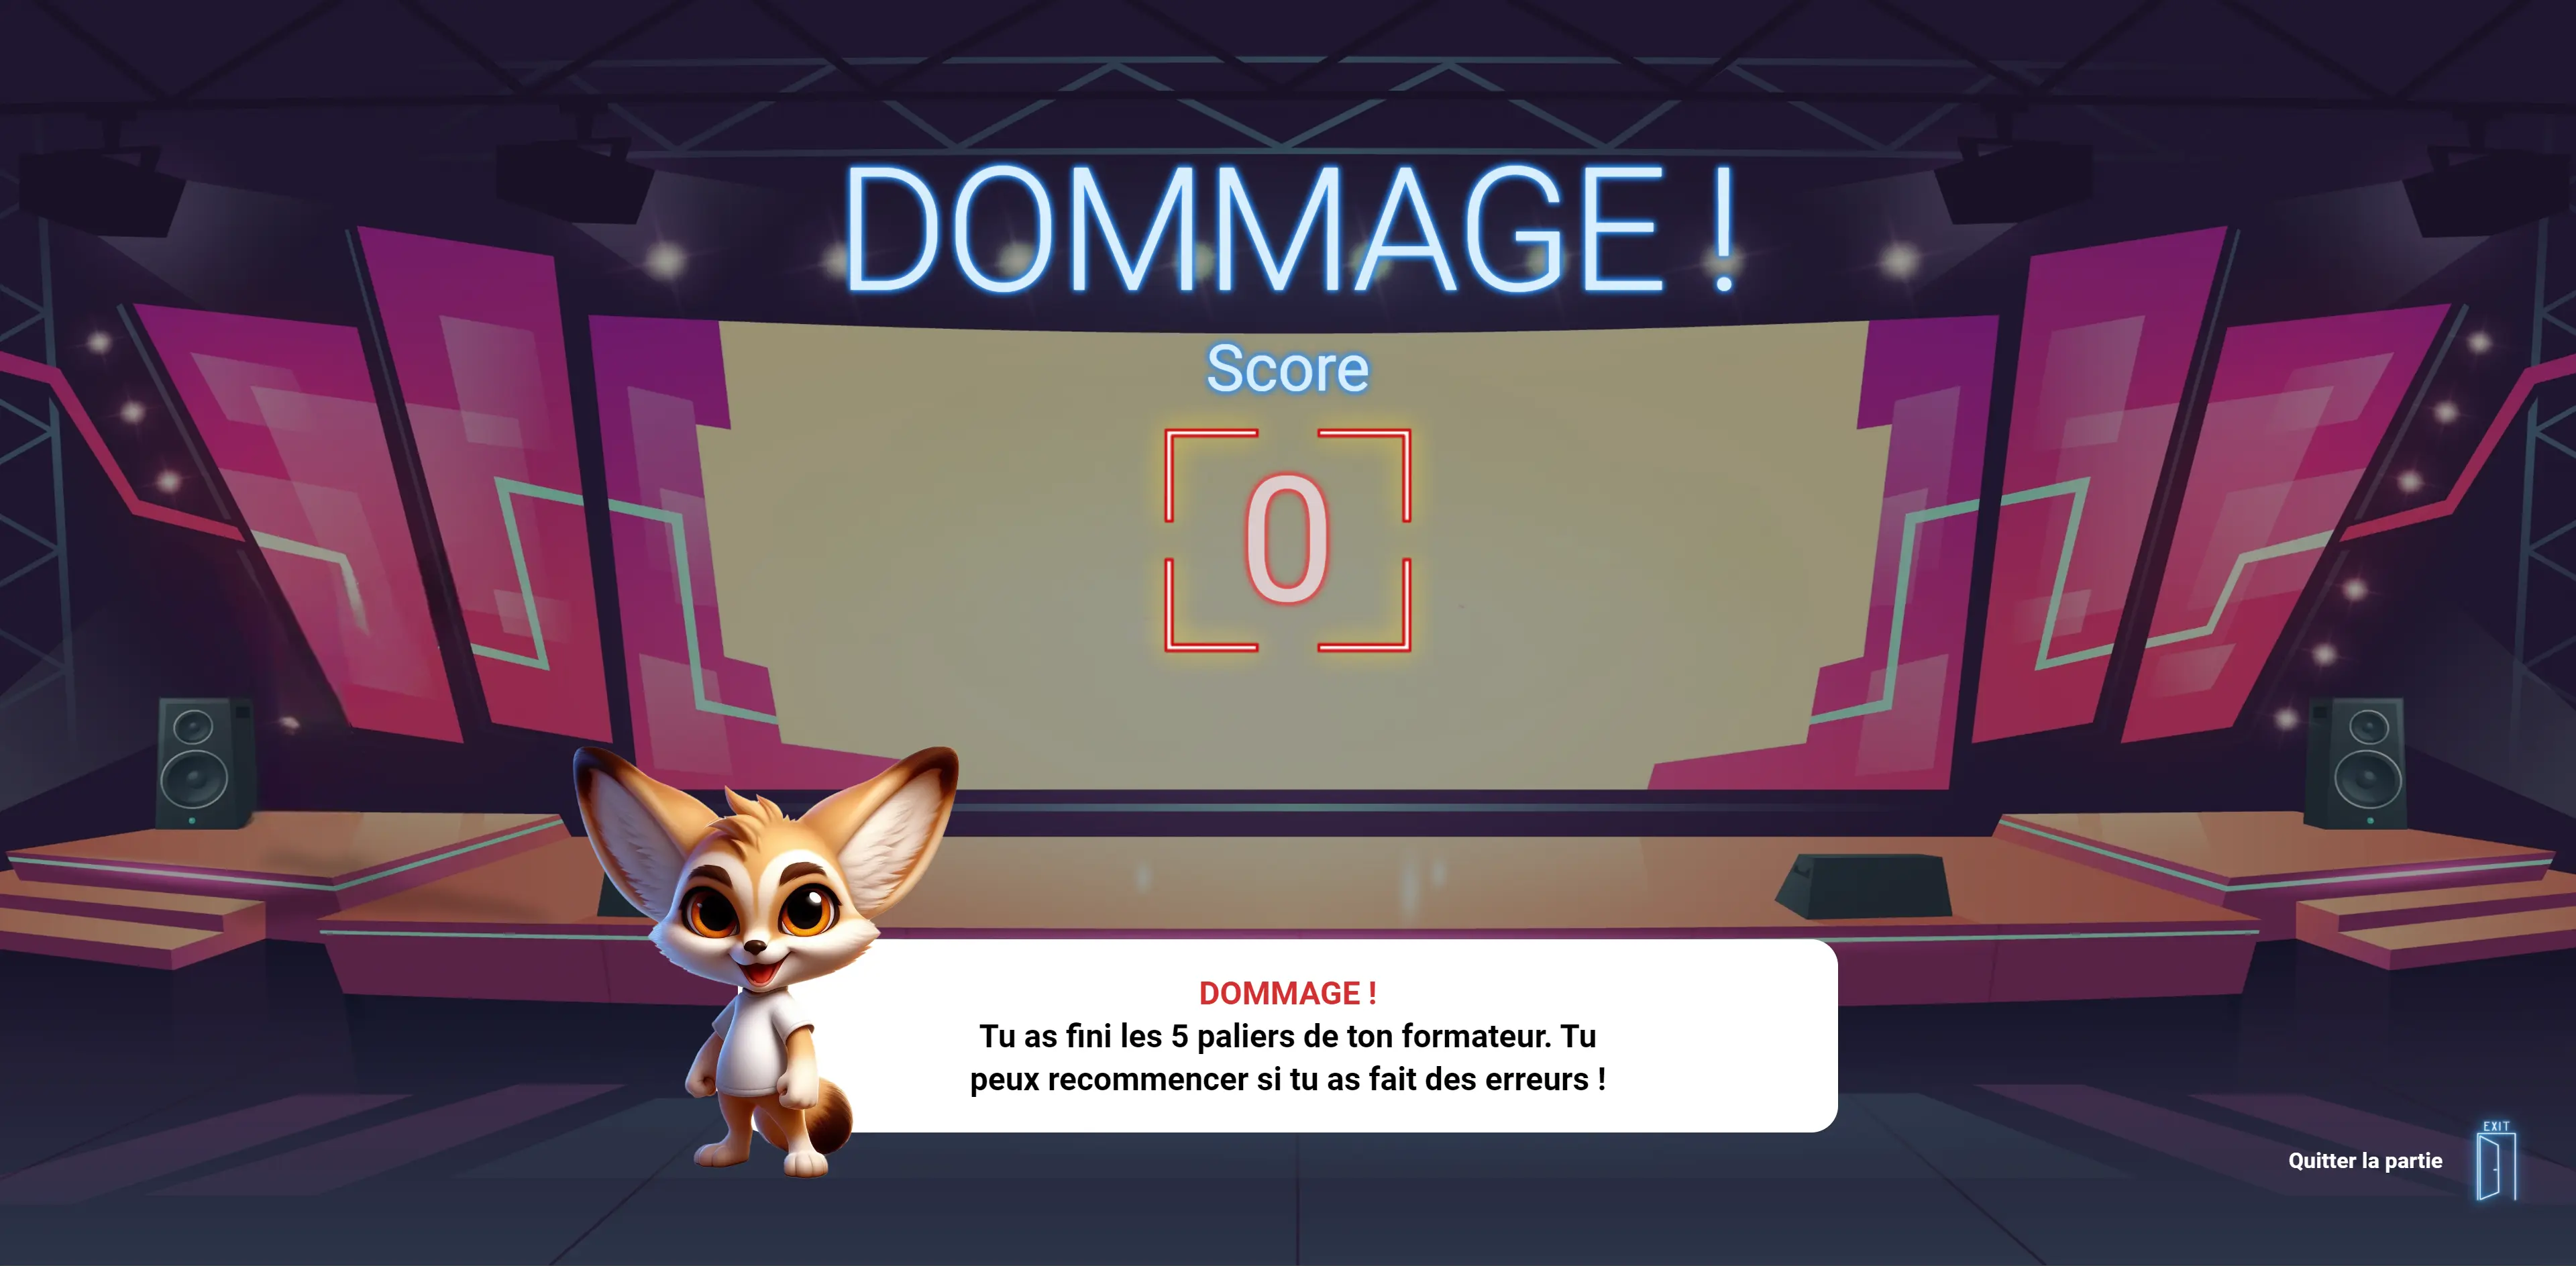 DOMMAGE !
Score
0
DOMMAGE !
Tu as fini les 5 paliers de ton formateur. Tu
peux recommencer si tu as fait des erreurs !
EXIT
Quitter la partie